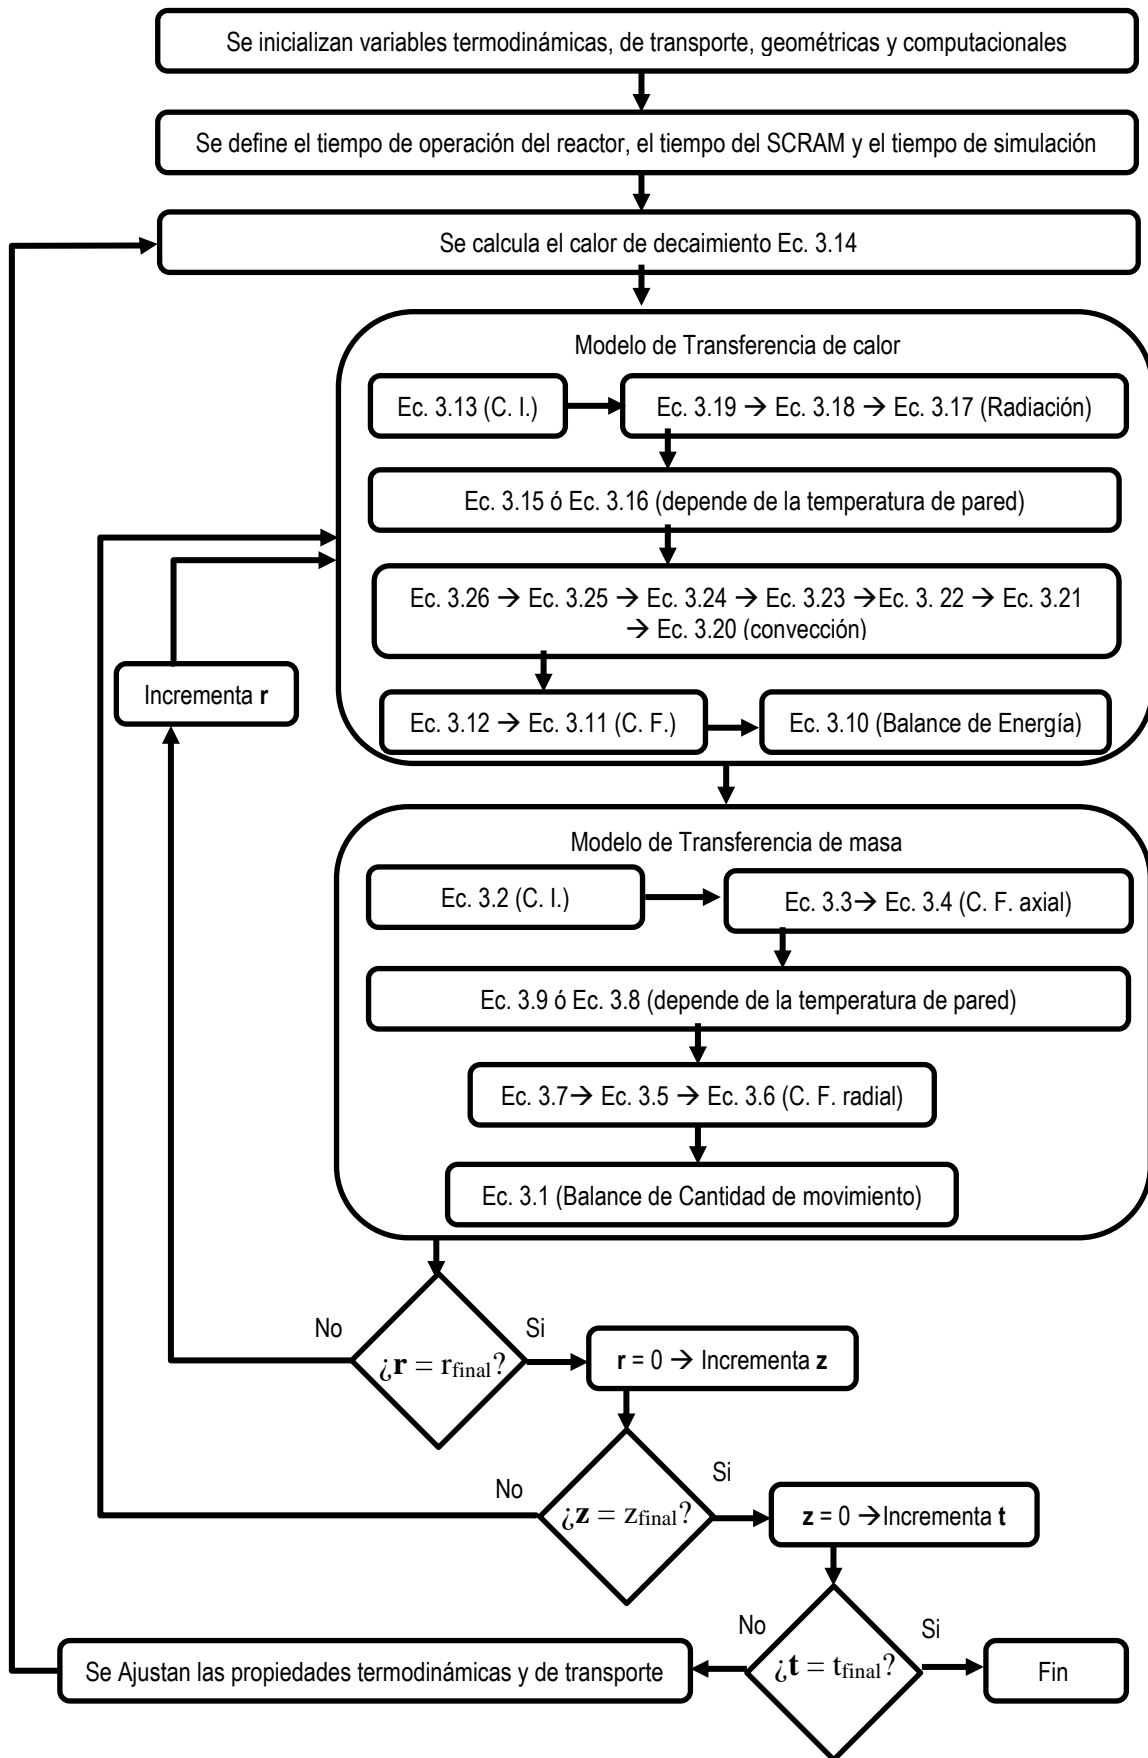 Se inicializan variables termodinámicas, de transporte, geométricas y computacionales
Se define el tiempo de operación del reactor, el tiempo del SCRAM y el tiempo de simulación
Se calcula el calor de decaimiento Ec. 3.14
Modelo de Transferencia de calor
Ec. 3.13 (C. I.)
Ec. 3.19 → Ec. 3.18 → Ec. 3.17 (Radiación)
Ec. 3.15 ó Ec. 3.16 (depende de la temperatura de pared)
Ec. 3.26 → Ec. 3.25 → Ec. 3.24 → Ec. 3.23 →Ec. 3. 22 → Ec. 3.21
→ Ec. 3.20 (convección)
Incrementa r
Ec. 3.12 → Ec. 3.11 (C. F.)
Ec. 3.10 (Balance de Energía)
Modelo de Transferencia de masa
Ec. 3.2 (C. I.)
Ec. 3.3→ Ec. 3.4 (C. F. axial)
Ec. 3.9 ó Ec. 3.8 (depende de la temperatura de pared)
Ec. 3.7→ Ec. 3.5 → Ec. 3.6 (C. F. radial)
Ec. 3.1 (Balance de Cantidad de movimiento)
No
Si
¿r = rfinal?
r = 0 → Incrementa z
No
Si
¿z = zfinal?
z = 0 →Incrementa t
No
Si
Se Ajustan las propiedades termodinámicas y de transporte
¿t = tfinal?
Fin